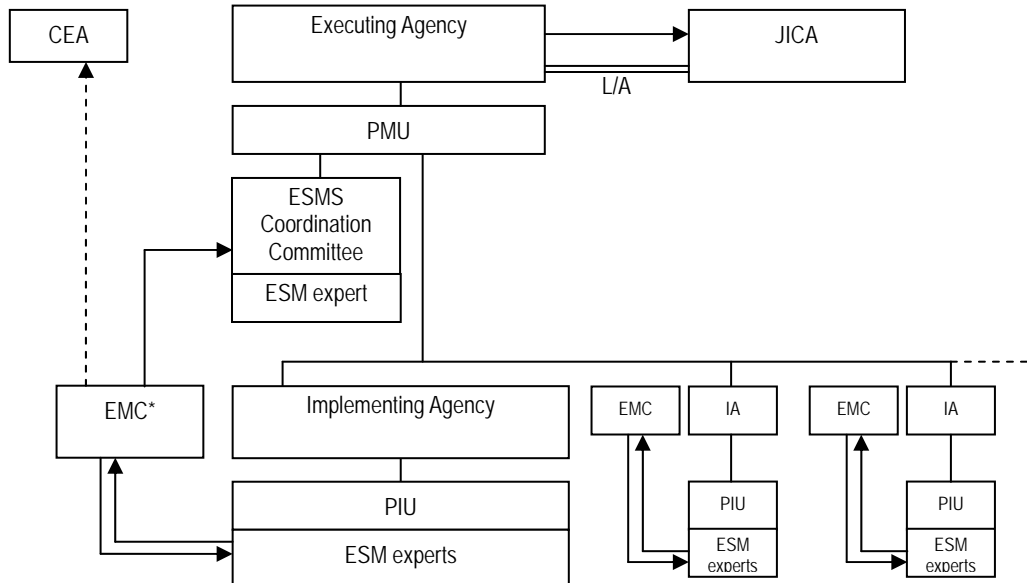 CEA
Executing Agency
JICA
L/A
PMU
ESMS
Coordination
Committee
ESM expert
EMC*
Implementing Agency
EMC
IA
EMC
IA
PIU
ESM experts
PIU
ESM
experts
PIU
ESM
experts